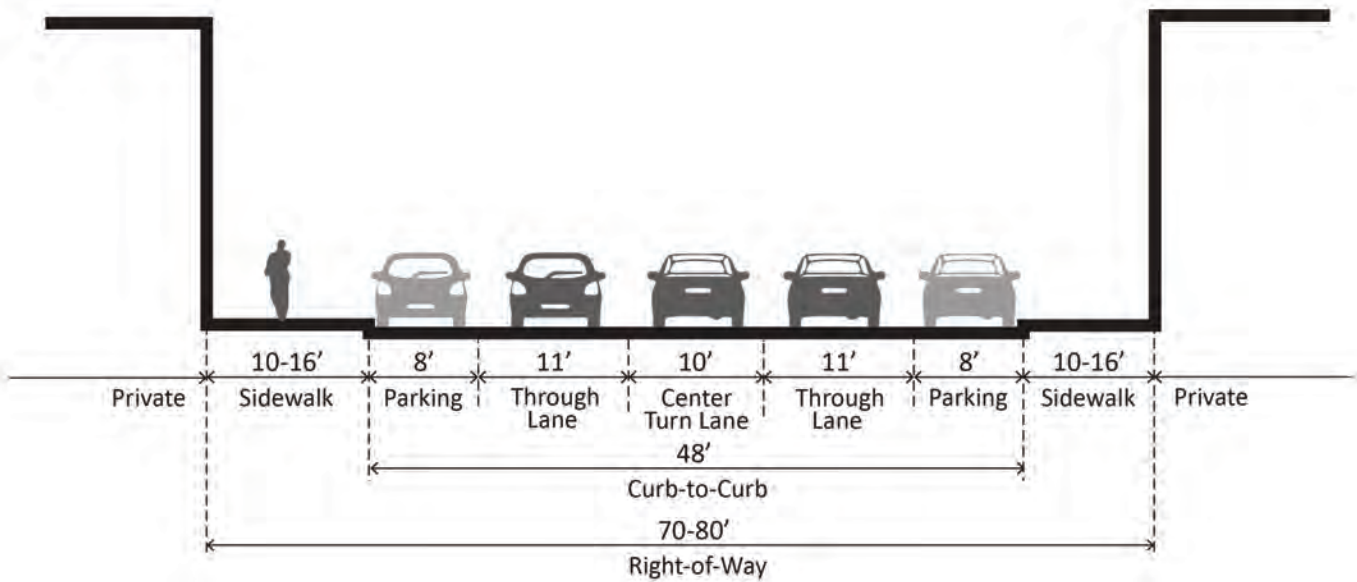 10-16’ 8’ 11’ 10’ 11’ 8’ 10-16’
Private Sidewalk Parking Through Lane Center Turn Lane Through Lane Parking Sidewalk Private
48’
Curb-to-Curb
70-80’
Right-of-Way